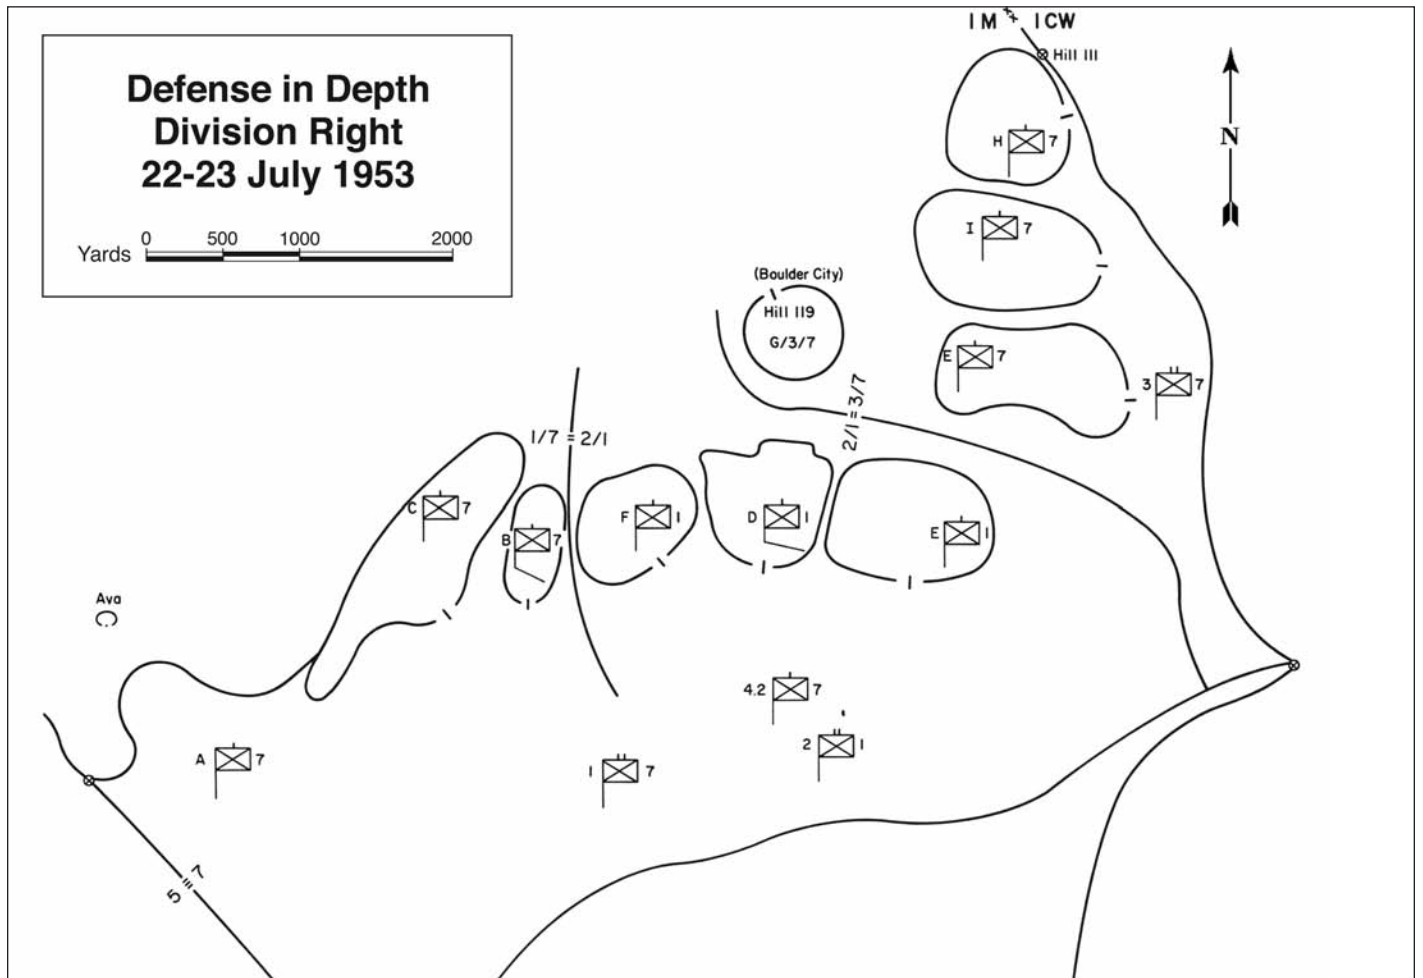 I M xx I CW
Hill 111
Defense in Depth
Division Right
22-23 July 1953
Yards 0 500 1000 2000
N
H 7
I 7
(Boulder City)
Hill 119
G/3/7
E 7
3 7
2/1 = 3/7
1/7 = 2/1
C 7
B 7
F 1
D 1
E 1
Ava
4.2 7
2 1
A 7
1 7
5 ≡ 7